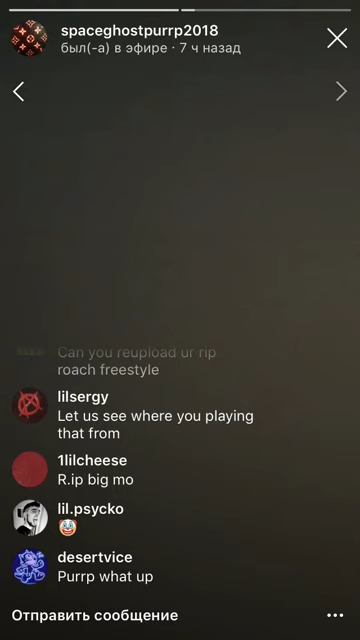 spaceghostpurrp2018
был(-а) в эфире · 7 ч назад
Can you reupload ur rip
roach freestyle
lilsergy
Let us see where you playing
that from
1lilcheese
R.ip big mo
lil.psycko
🤡
desertvice
Purrp what up
Отправить сообщение